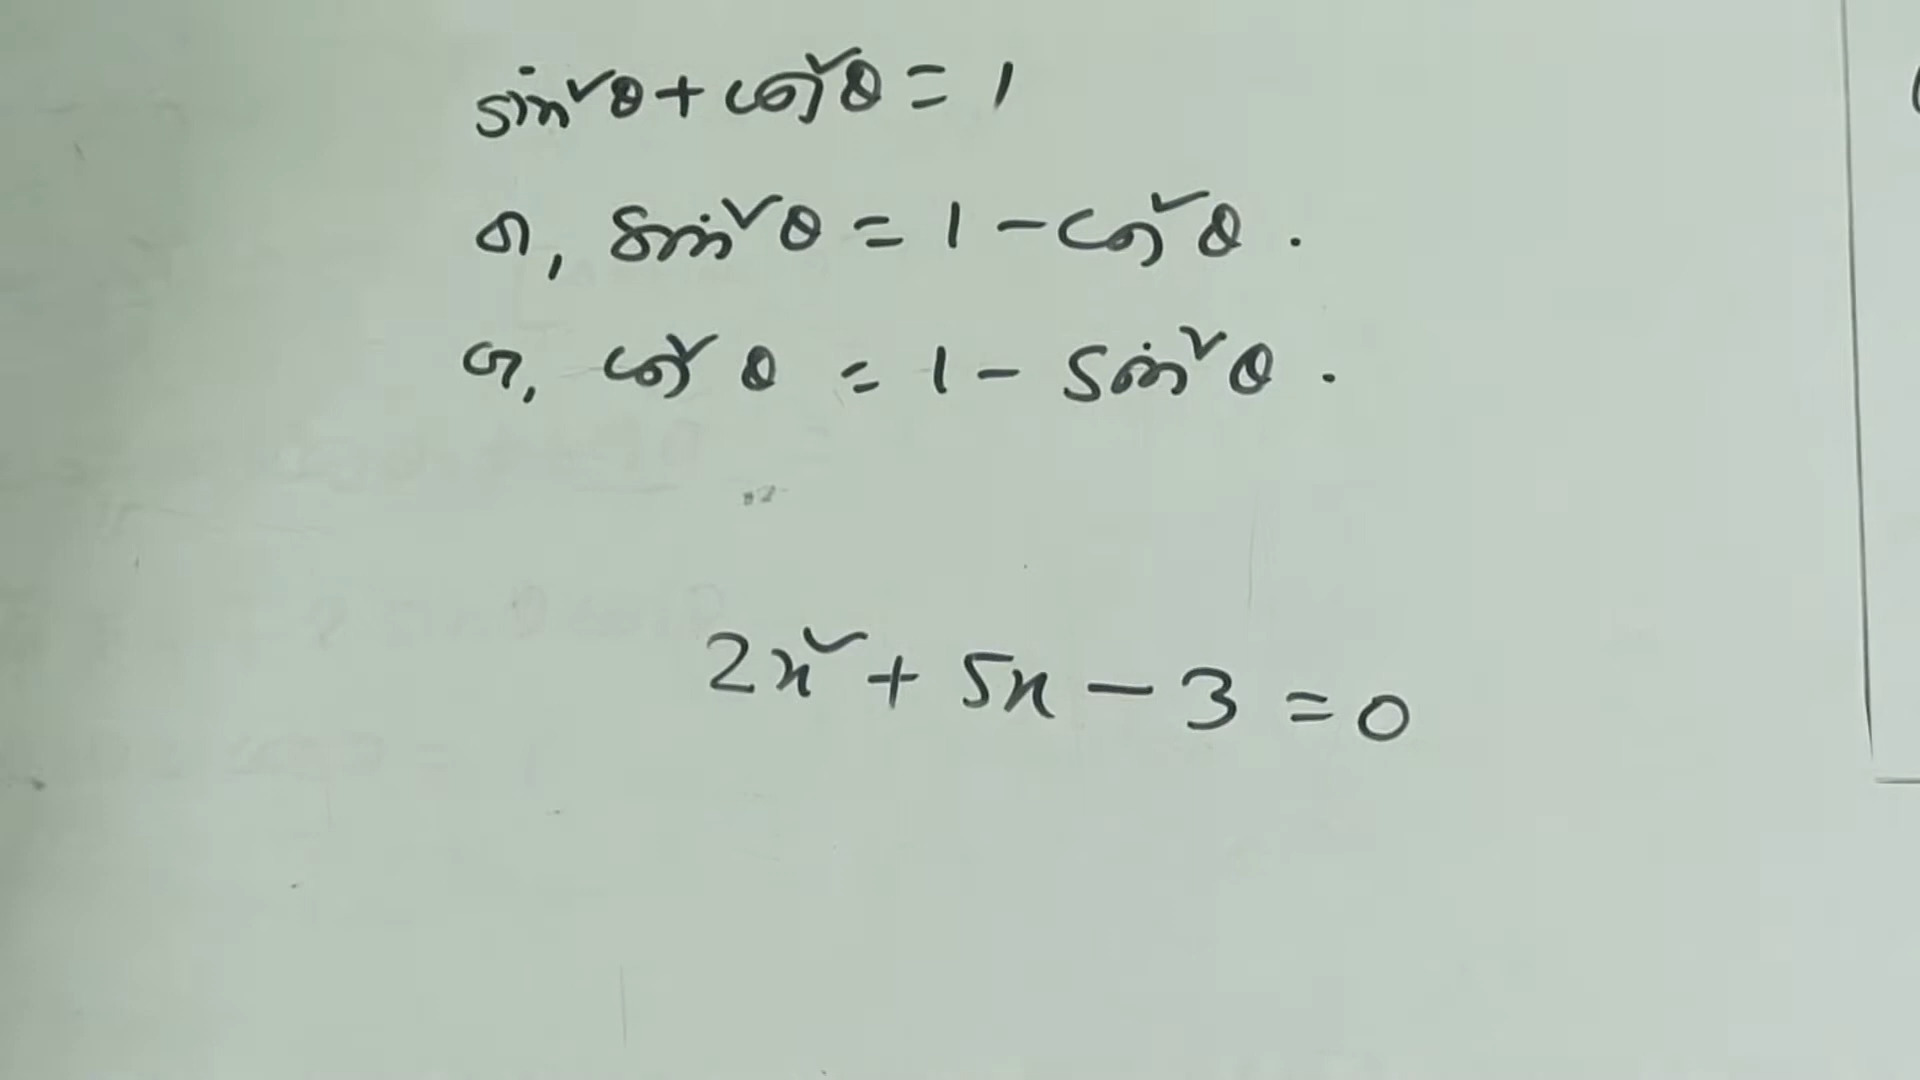 sin²θ + cos²θ = 1
বা, sin²θ = 1 - cos²θ .
বা, cos²θ = 1 - sin²θ .
2x² + 5x - 3 = 0